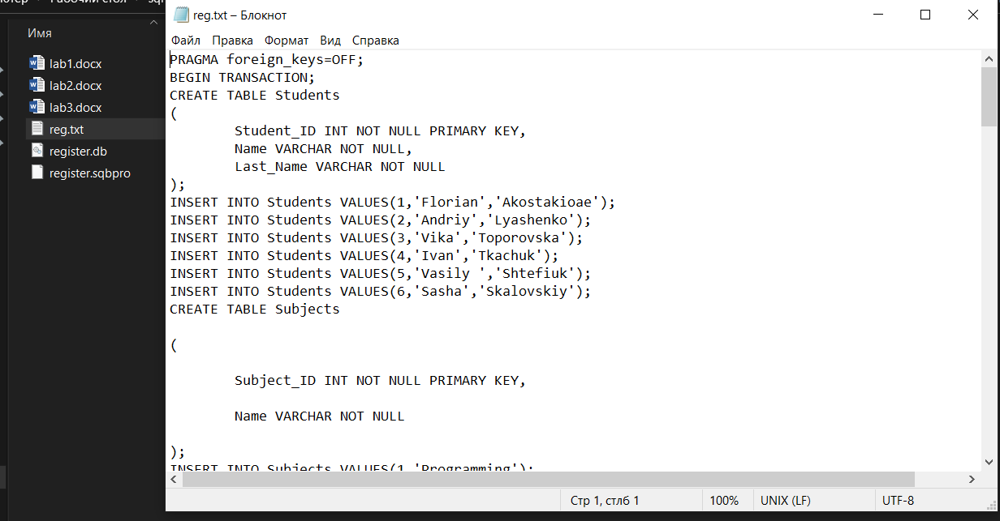 Рабочий стол
Имя
lab1.docx
lab2.docx
lab3.docx
reg.txt
register.db
register.sqbpro
reg.txt – Блокнот
Файл Правка Формат Вид Справка
PRAGMA foreign_keys=OFF;
BEGIN TRANSACTION;
CREATE TABLE Students
(
Student_ID INT NOT NULL PRIMARY KEY,
Name VARCHAR NOT NULL,
Last_Name VARCHAR NOT NULL
);
INSERT INTO Students VALUES(1,'Florian','Akostakioae');
INSERT INTO Students VALUES(2,'Andriy','Lyashenko');
INSERT INTO Students VALUES(3,'Vika','Toporovska');
INSERT INTO Students VALUES(4,'Ivan','Tkachuk');
INSERT INTO Students VALUES(5,'Vasily ','Shtefiuk');
INSERT INTO Students VALUES(6,'Sasha','Skalovskiy');
CREATE TABLE Subjects
(
Subject_ID INT NOT NULL PRIMARY KEY,
Name VARCHAR NOT NULL
);
INSERT INTO Subjects VALUES(1,'Programming');
Стр 1, стлб 1 100% UNIX (LF) UTF-8